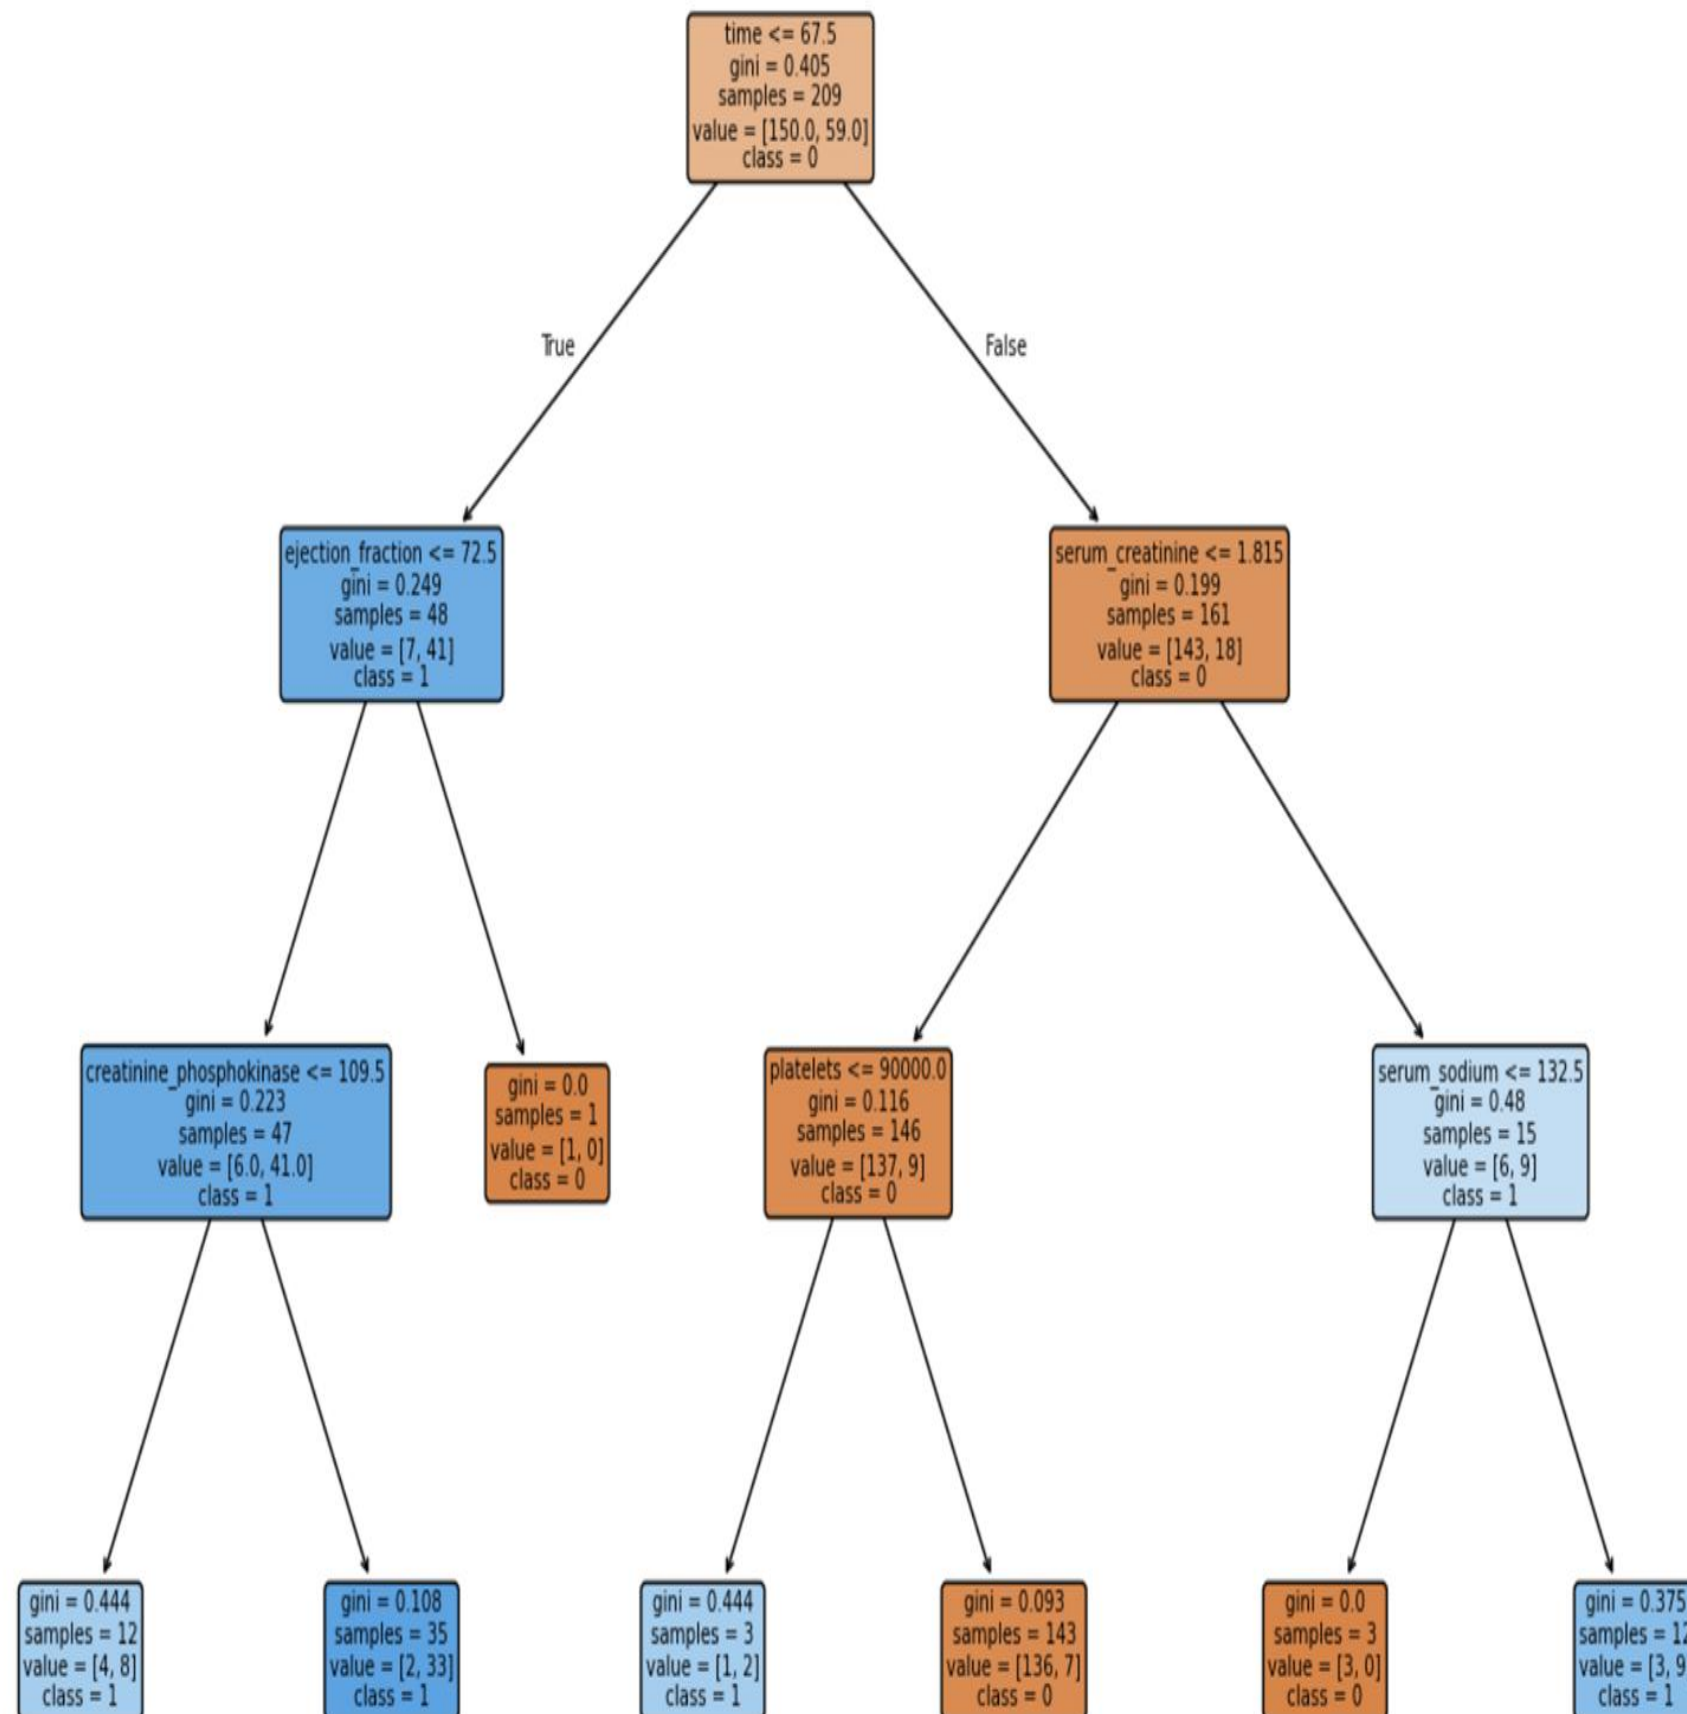 time <= 67.5
gini = 0.405
samples = 209
value = [150.0, 59.0]
class = 0
True
False
ejection_fraction <= 72.5
gini = 0.249
samples = 48
value = [7, 41]
class = 1
serum_creatinine <= 1.815
gini = 0.199
samples = 161
value = [143, 18]
class = 0
creatinine_phosphokinase <= 109.5
gini = 0.223
samples = 47
value = [6.0, 41.0]
class = 1
gini = 0.0
samples = 1
value = [1, 0]
class = 0
platelets <= 90000.0
gini = 0.116
samples = 146
value = [137, 9]
class = 0
serum_sodium <= 132.5
gini = 0.48
samples = 15
value = [6, 9]
class = 1
gini = 0.444
samples = 12
value = [4, 8]
class = 1
gini = 0.108
samples = 35
value = [2, 33]
class = 1
gini = 0.444
samples = 3
value = [1, 2]
class = 1
gini = 0.093
samples = 143
value = [136, 7]
class = 0
gini = 0.0
samples = 3
value = [3, 0]
class = 0
gini = 0.375
samples = 12
value = [3, 9
class = 1